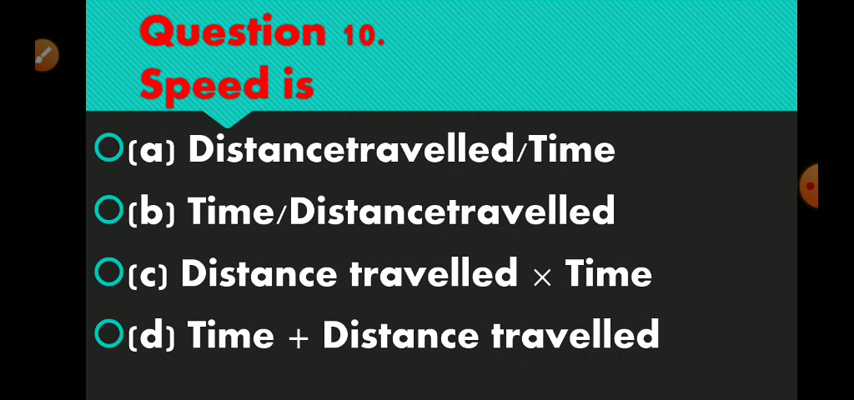 Question 10.
Speed is
(a) Distancetravelled/Time
(b) Time/Distancetravelled
(c) Distance travelled × Time
(d) Time + Distance travelled